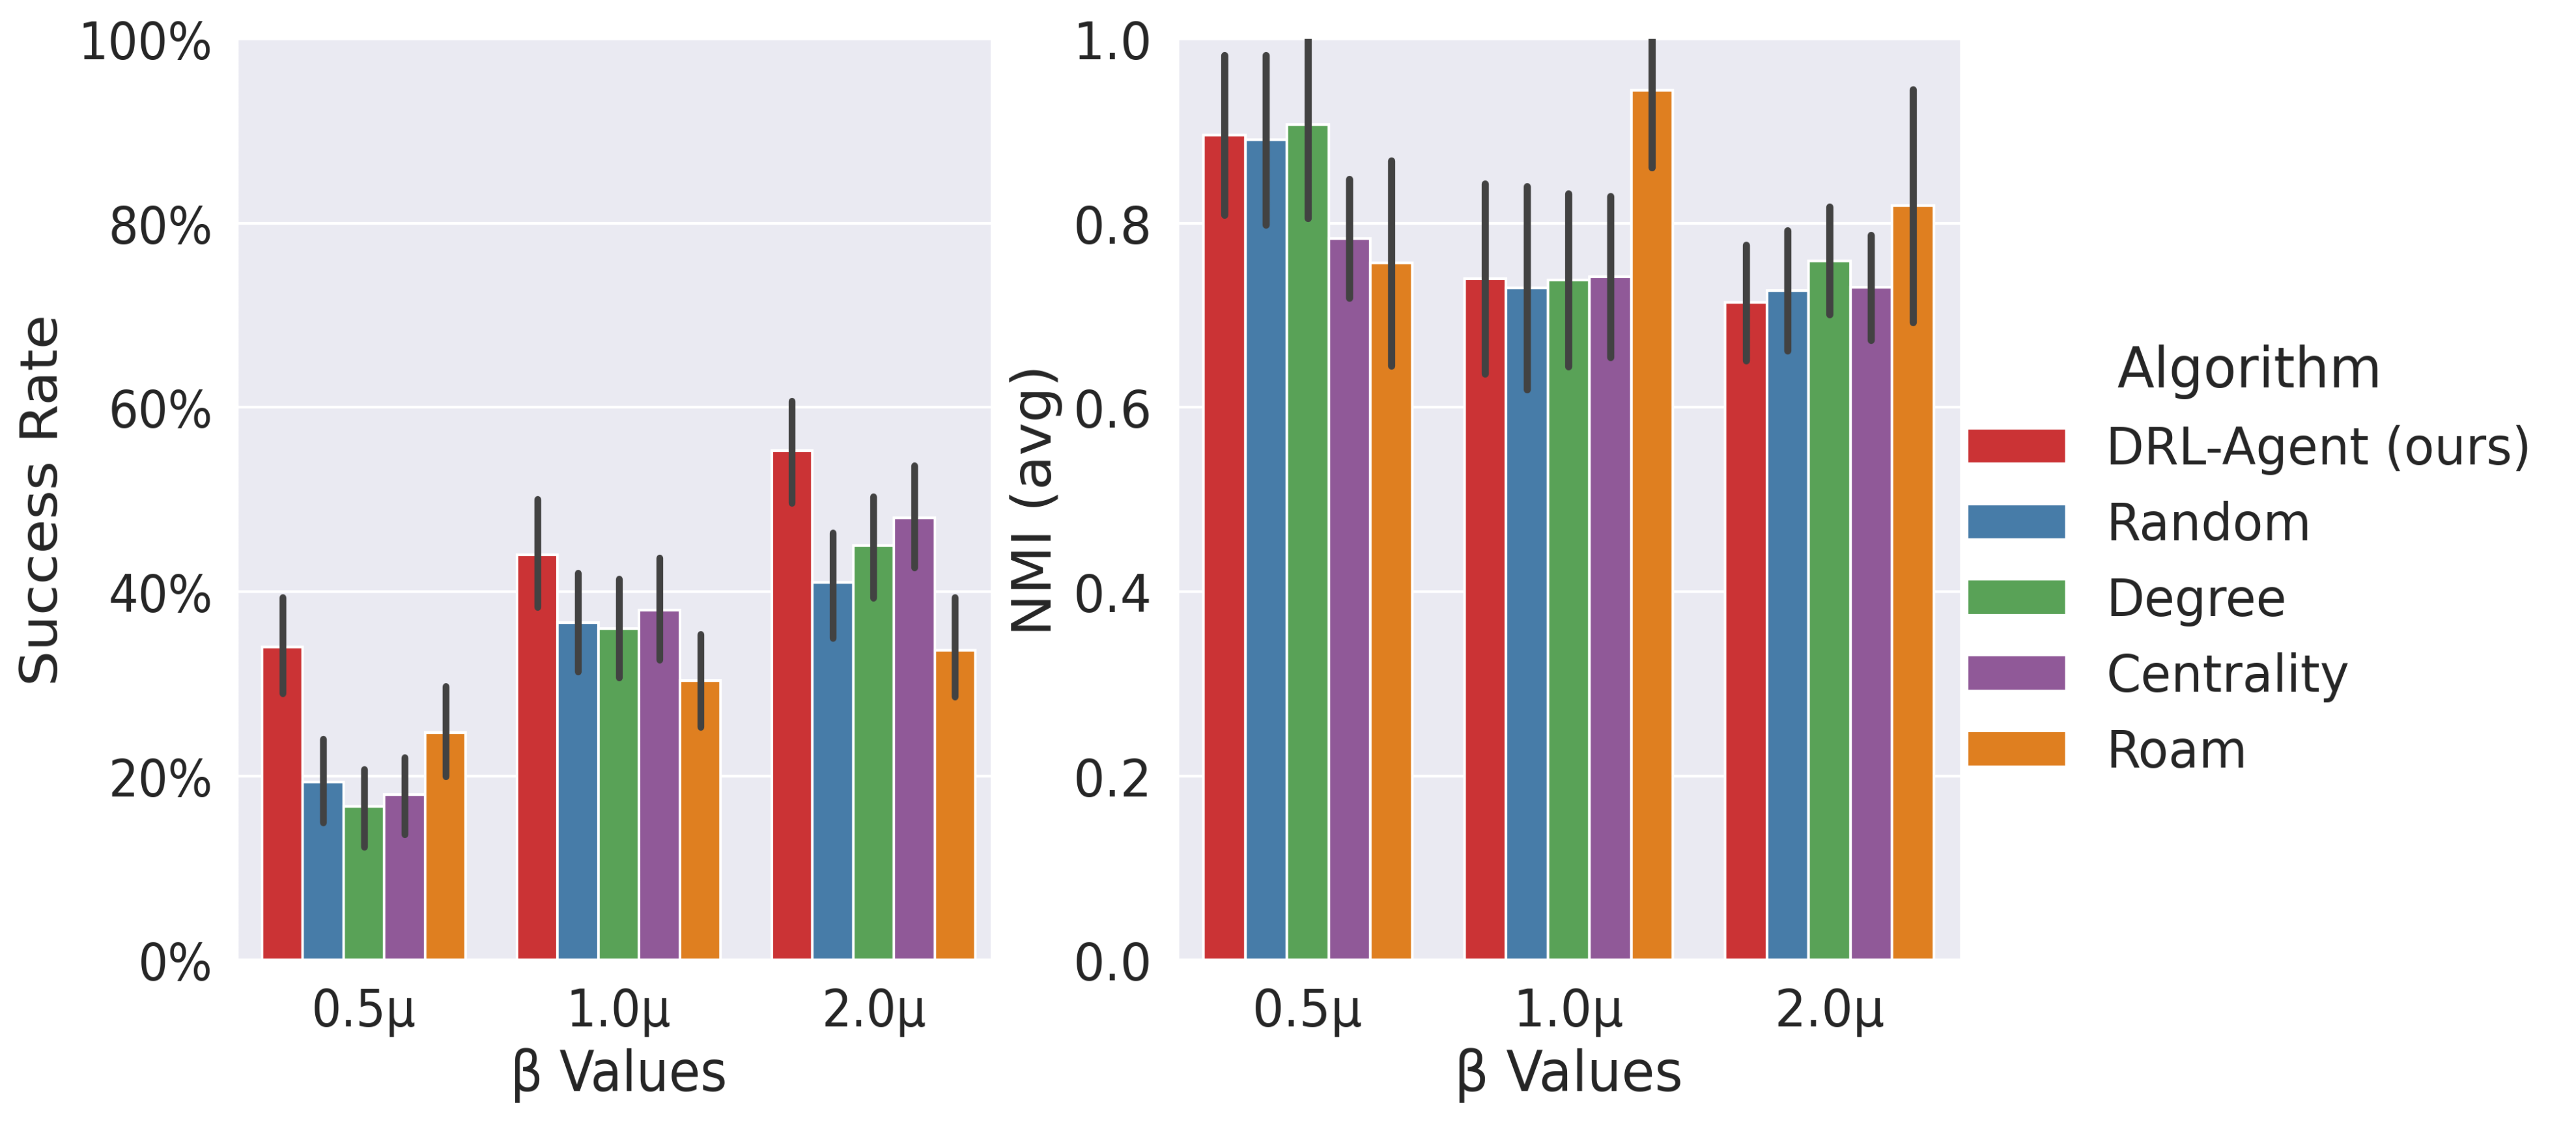 100%
80%
60%
40%
20%
0%
Success Rate
0.5μ 1.0μ 2.0μ
β Values
1.0
0.8
0.6
0.4
0.2
0.0
NMI (avg)
0.5μ 1.0μ 2.0μ
β Values
Algorithm
DRL-Agent (ours)
Random
Degree
Centrality
Roam